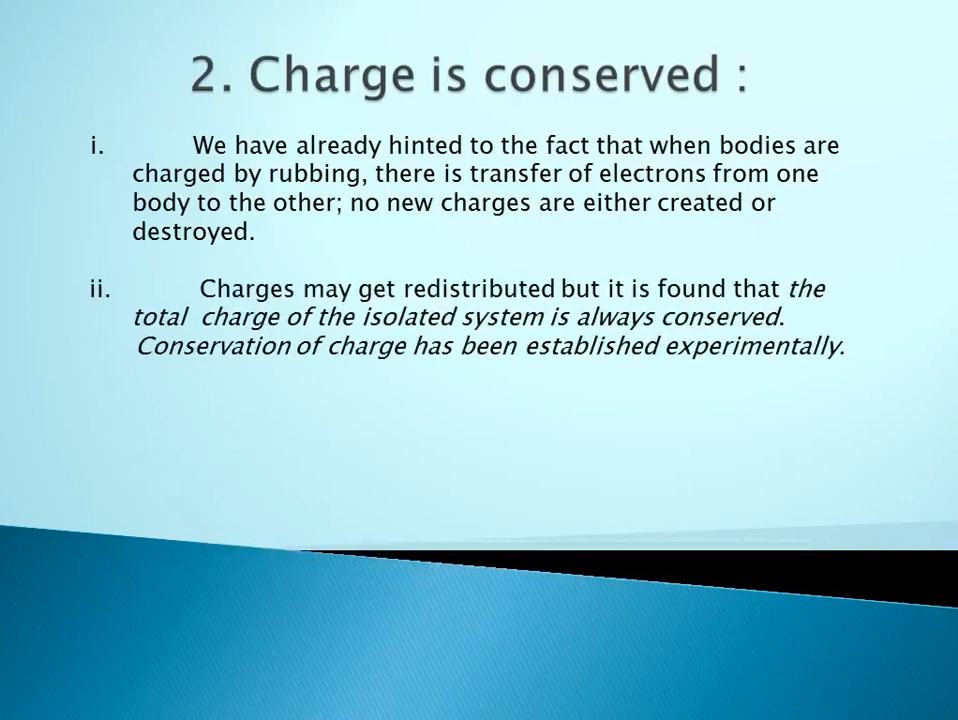 2. Charge is conserved :
i. We have already hinted to the fact that when bodies are
charged by rubbing, there is transfer of electrons from one
body to the other; no new charges are either created or
destroyed.
ii. Charges may get redistributed but it is found that the
total charge of the isolated system is always conserved.
Conservation of charge has been established experimentally.